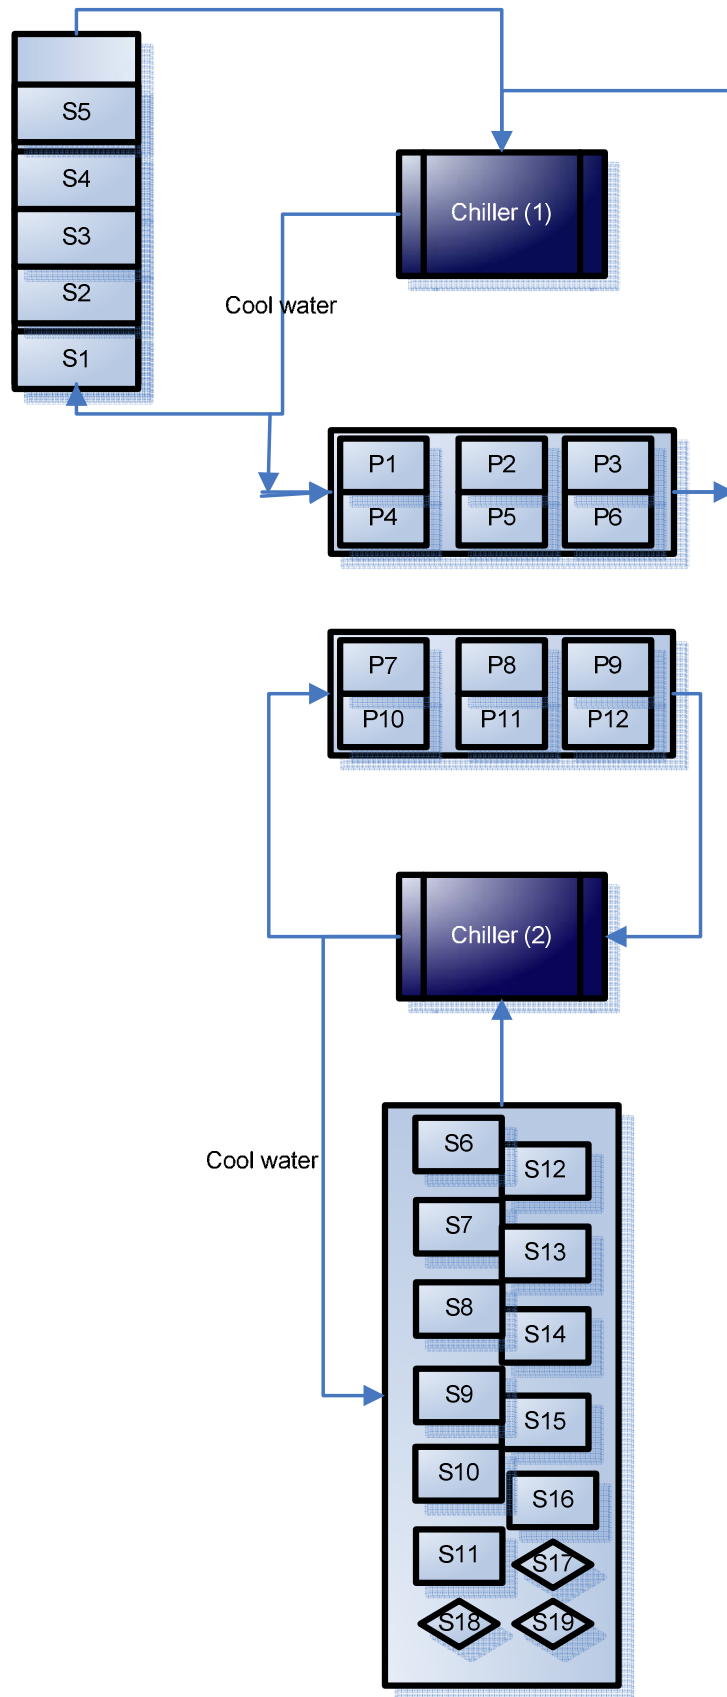 S5
S4
S3
S2
S1
Chiller (1)
Cool water
P1 P2 P3
P4 P5 P6
P7 P8 P9
P10 P11 P12
Chiller (2)
Cool water
S6
S12
S7
S13
S8
S14
S9
S15
S10
S16
S11
S17
S18 S19